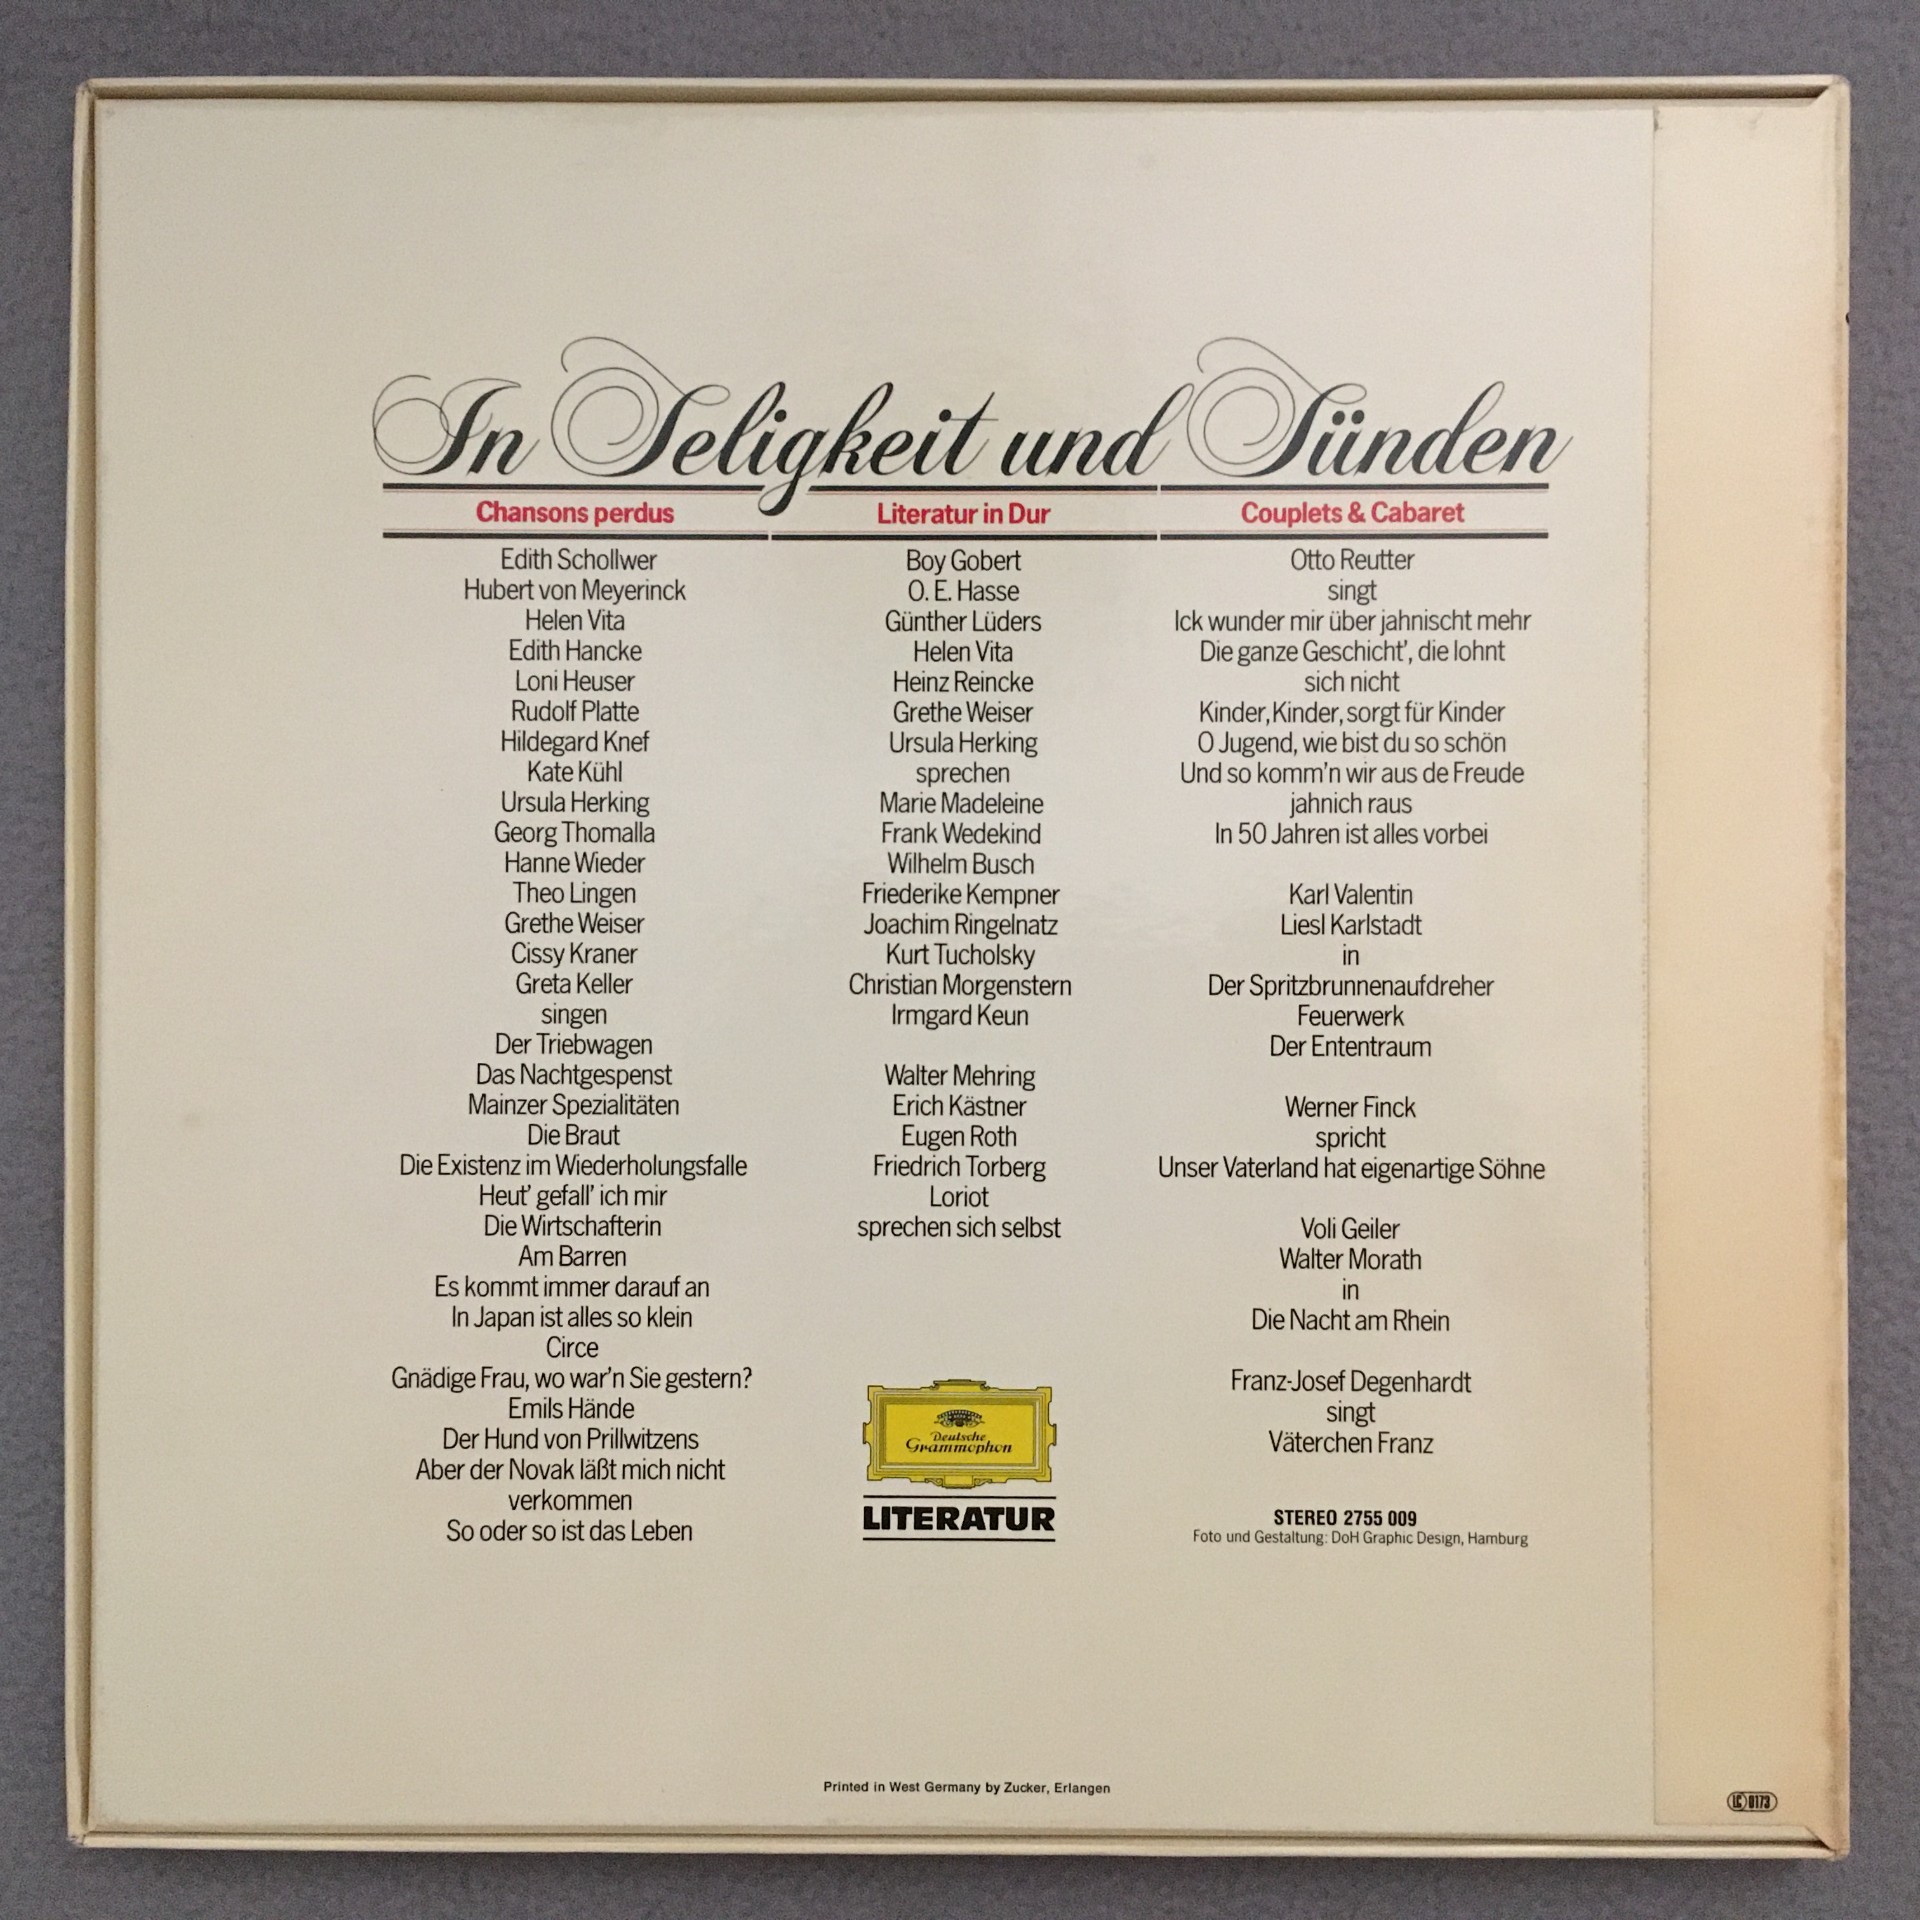 In Seligkeit und Sünden
Chansons perdus
Edith Schollwer
Hubert von Meyerinck
Helen Vita
Edith Hancke
Loni Heuser
Rudolf Platte
Hildegard Knef
Kate Kühl
Ursula Herking
Georg Thomalla
Hanne Wieder
Theo Lingen
Grethe Weiser
Cissy Kraner
Greta Keller
singen
Der Triebwagen
Das Nachtgespenst
Mainzer Spezialitäten
Die Braut
Die Existenz im Wiederholungsfalle
Heut' gefall' ich mir
Die Wirtschafterin
Am Barren
Es kommt immer darauf an
In Japan ist alles so klein
Circe
Gnädige Frau, wo war'n Sie gestern?
Emils Hände
Der Hund von Prillwitzens
Aber der Novak läßt mich nicht
verkommen
So oder so ist das Leben
Literatur in Dur
Boy Gobert
O. E. Hasse
Günther Lüders
Helen Vita
Heinz Reincke
Grethe Weiser
Ursula Herking
sprechen
Marie Madeleine
Frank Wedekind
Wilhelm Busch
Friederike Kempner
Joachim Ringelnatz
Kurt Tucholsky
Christian Morgenstern
Irmgard Keun
Walter Mehring
Erich Kästner
Eugen Roth
Friedrich Torberg
Loriot
sprechen sich selbst
Deutsche
Grammophon
LITERATUR
Couplets & Cabaret
Otto Reutter
singt
Ick wunder mir über jahnischt mehr
Die ganze Geschicht', die lohnt
sich nicht
Kinder, Kinder, sorgt für Kinder
O Jugend, wie bist du so schön
Und so komm'n wir aus de Freude
jahnich raus
In 50 Jahren ist alles vorbei
Karl Valentin
Liesl Karlstadt
in
Der Spritzbrunnenaufdreher
Feuerwerk
Der Ententraum
Werner Finck
spricht
Unser Vaterland hat eigenartige Söhne
Voli Geiler
Walter Morath
in
Die Nacht am Rhein
Franz-Josef Degenhardt
singt
Väterchen Franz
STEREO 2755 009
Foto und Gestaltung: DoH Graphic Design, Hamburg
Printed in West Germany by Zucker, Erlangen
LC 0173